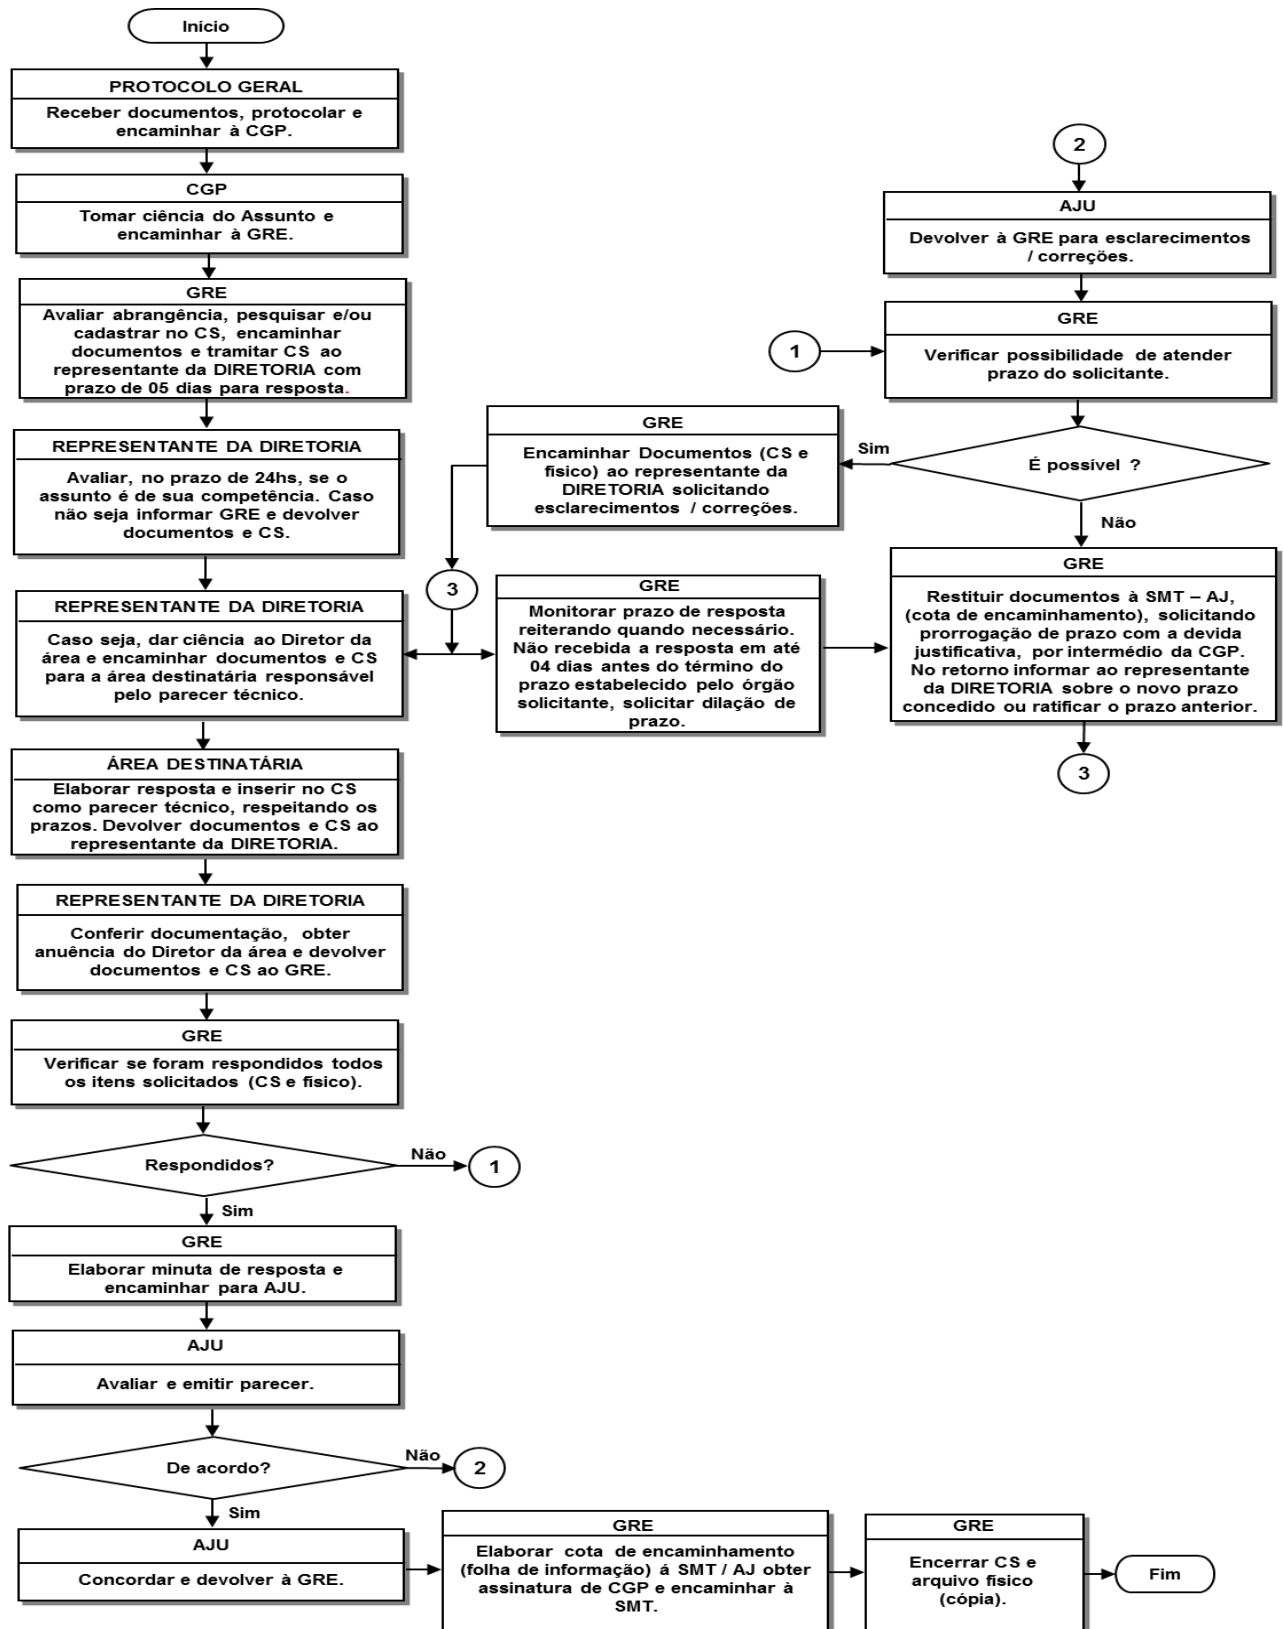 Início
PROTOCOLO GERAL
Receber documentos, protocolar e
encaminhar à CGP.
CGP
Tomar ciência do Assunto e
encaminhar à GRE.
GRE
Avaliar abrangência, pesquisar e/ou
cadastrar no CS, encaminhar
documentos e tramitar CS ao
representante da DIRETORIA com
prazo de 05 dias para resposta.
REPRESENTANTE DA DIRETORIA
Avaliar, no prazo de 24hs, se o
assunto é de sua competência. Caso
não seja informar GRE e devolver
documentos e CS.
REPRESENTANTE DA DIRETORIA
Caso seja, dar ciência ao Diretor da
área e encaminhar documentos e CS
para a área destinatária responsável
pelo parecer técnico.
ÁREA DESTINATÁRIA
Elaborar resposta e inserir no CS
como parecer técnico, respeitando os
prazos. Devolver documentos e CS ao
representante da DIRETORIA.
REPRESENTANTE DA DIRETORIA
Conferir documentação, obter
anuência do Diretor da área e devolver
documentos e CS ao GRE.
GRE
Verificar se foram respondidos todos
os itens solicitados (CS e físico).
Respondidos?
Não
1
Sim
GRE
Elaborar minuta de resposta e
encaminhar para AJU.
AJU
Avaliar e emitir parecer.
De acordo?
Não
2
Sim
AJU
Concordar e devolver à GRE.
GRE
Elaborar cota de encaminhamento
(folha de informação) á SMT / AJ obter
assinatura de CGP e encaminhar à
SMT.
GRE
Encerrar CS e
arquivo físico
(cópia).
Fim
2
AJU
Devolver à GRE para esclarecimentos
/ correções.
1
GRE
Verificar possibilidade de atender
prazo do solicitante.
É possível ?
Sim
GRE
Encaminhar Documentos (CS e
físico) ao representante da
DIRETORIA solicitando
esclarecimentos / correções.
3
GRE
Monitorar prazo de resposta
reiterando quando necessário.
Não recebida a resposta em até
04 dias antes do término do
prazo estabelecido pelo órgão
solicitante, solicitar dilação de
prazo.
Não
GRE
Restituir documentos à SMT – AJ,
(cota de encaminhamento), solicitando
prorrogação de prazo com a devida
justificativa, por intermédio da CGP.
No retorno informar ao representante
da DIRETORIA sobre o novo prazo
concedido ou ratificar o prazo anterior.
3